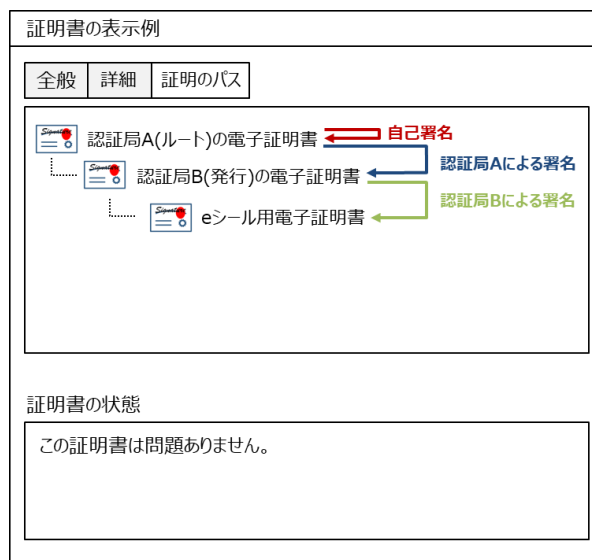 証明書の表示例
全般 詳細 証明のパス
Signature 認証局A(ルート)の電子証明書 自己署名
認証局Aによる署名
Signature 認証局B(発行)の電子証明書
認証局Bによる署名
Signature eシール用電子証明書
証明書の状態
この証明書は問題ありません。